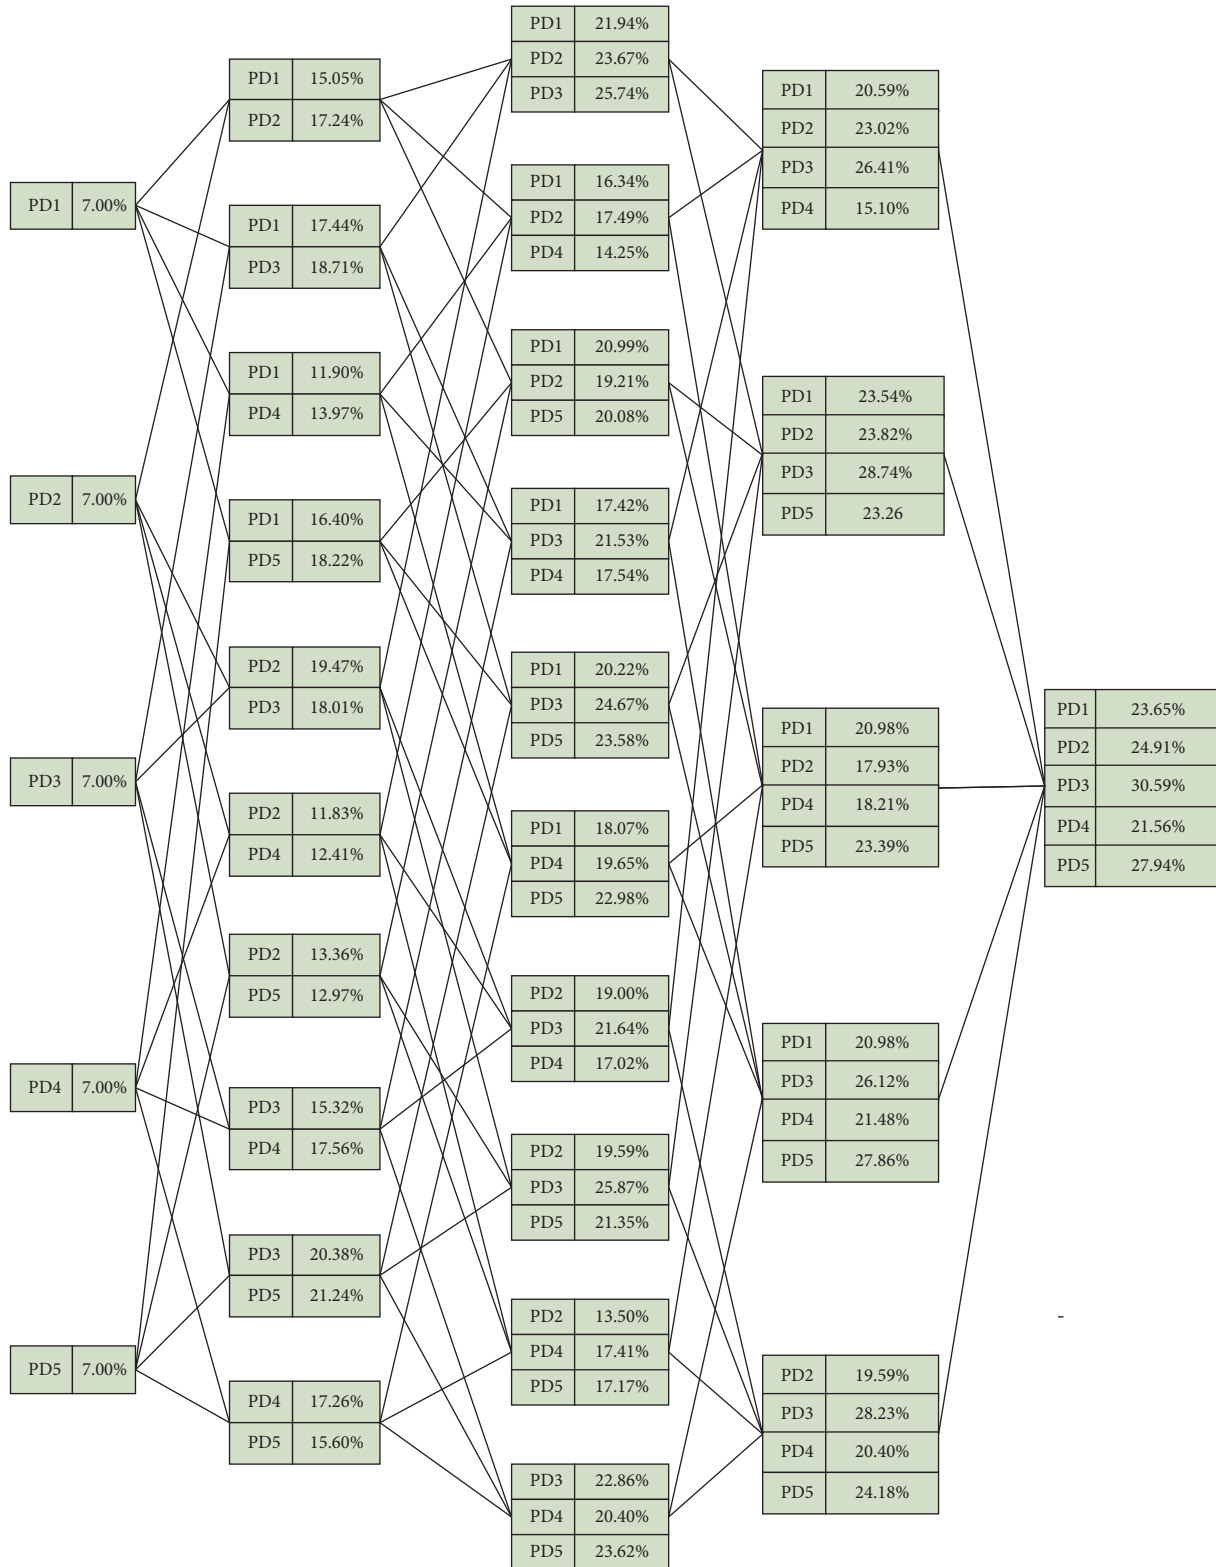 PD1 7.00%
PD2 7.00%
PD3 7.00%
PD4 7.00%
PD5 7.00%
PD1 15.05%
PD2 17.24%
PD1 17.44%
PD3 18.71%
PD1 11.90%
PD4 13.97%
PD1 16.40%
PD5 18.22%
PD2 19.47%
PD3 18.01%
PD2 11.83%
PD4 12.41%
PD2 13.36%
PD5 12.97%
PD3 15.32%
PD4 17.56%
PD3 20.38%
PD5 21.24%
PD4 17.26%
PD5 15.60%
PD1 21.94%
PD2 23.67%
PD3 25.74%
PD1 16.34%
PD2 17.49%
PD4 14.25%
PD1 20.99%
PD2 19.21%
PD5 20.08%
PD1 17.42%
PD3 21.53%
PD4 17.54%
PD1 20.22%
PD3 24.67%
PD5 23.58%
PD1 18.07%
PD4 19.65%
PD5 22.98%
PD2 19.00%
PD3 21.64%
PD4 17.02%
PD2 19.59%
PD3 25.87%
PD5 21.35%
PD2 13.50%
PD4 17.41%
PD5 17.17%
PD3 22.86%
PD4 20.40%
PD5 23.62%
PD1 20.59%
PD2 23.02%
PD3 26.41%
PD4 15.10%
PD1 23.54%
PD2 23.82%
PD3 28.74%
PD5 23.26
PD1 20.98%
PD2 17.93%
PD4 18.21%
PD5 23.39%
PD1 20.98%
PD3 26.12%
PD4 21.48%
PD5 27.86%
PD2 19.59%
PD3 28.23%
PD4 20.40%
PD5 24.18%
PD1 23.65%
PD2 24.91%
PD3 30.59%
PD4 21.56%
PD5 27.94%